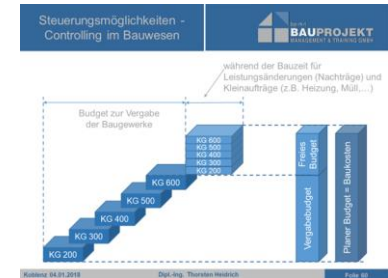 Steuerungsmöglichkeiten -
Controlling im Bauwesen
BAUPROJEKT
MANAGEMENT & TRAINING GMBH
während der Bauzeit für
Leistungsänderungen (Nachträge) und
Kleinaufträge (z.B. Heizung, Müll,…)
Budget zur Vergabe
der Baugewerke
KG 600
KG 500
KG 400
KG 300
KG 200
KG 600
KG 500
KG 400
KG 300
KG 200
Freies
Budget
Vergabebudget
Planer Budget = Baukosten
Koblenz 04.01.2018
Dipl.-Ing. Thorsten Heidrich